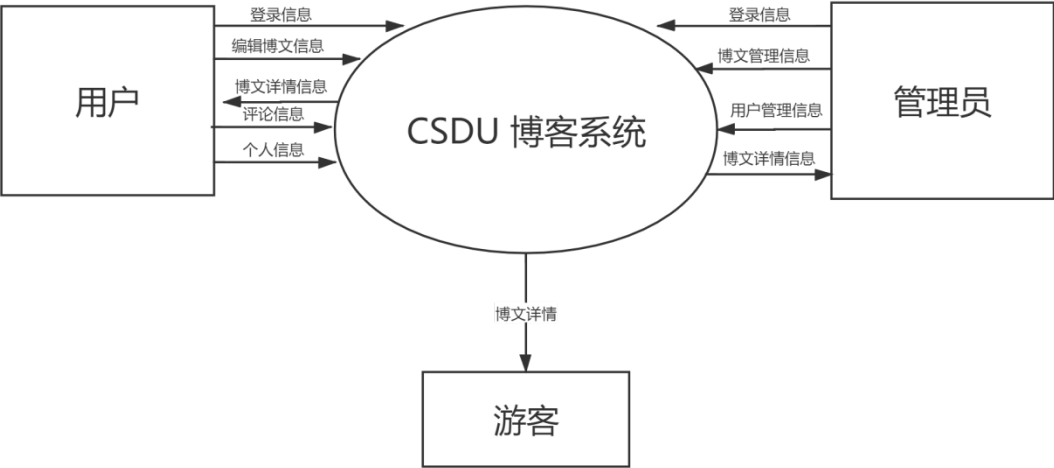 登录信息
登录信息
编辑博文信息
博文管理信息
用户
博文详情信息
管理员
评论信息
用户管理信息
CSDU 博客系统
个人信息
博文详情信息
博文详情
游客